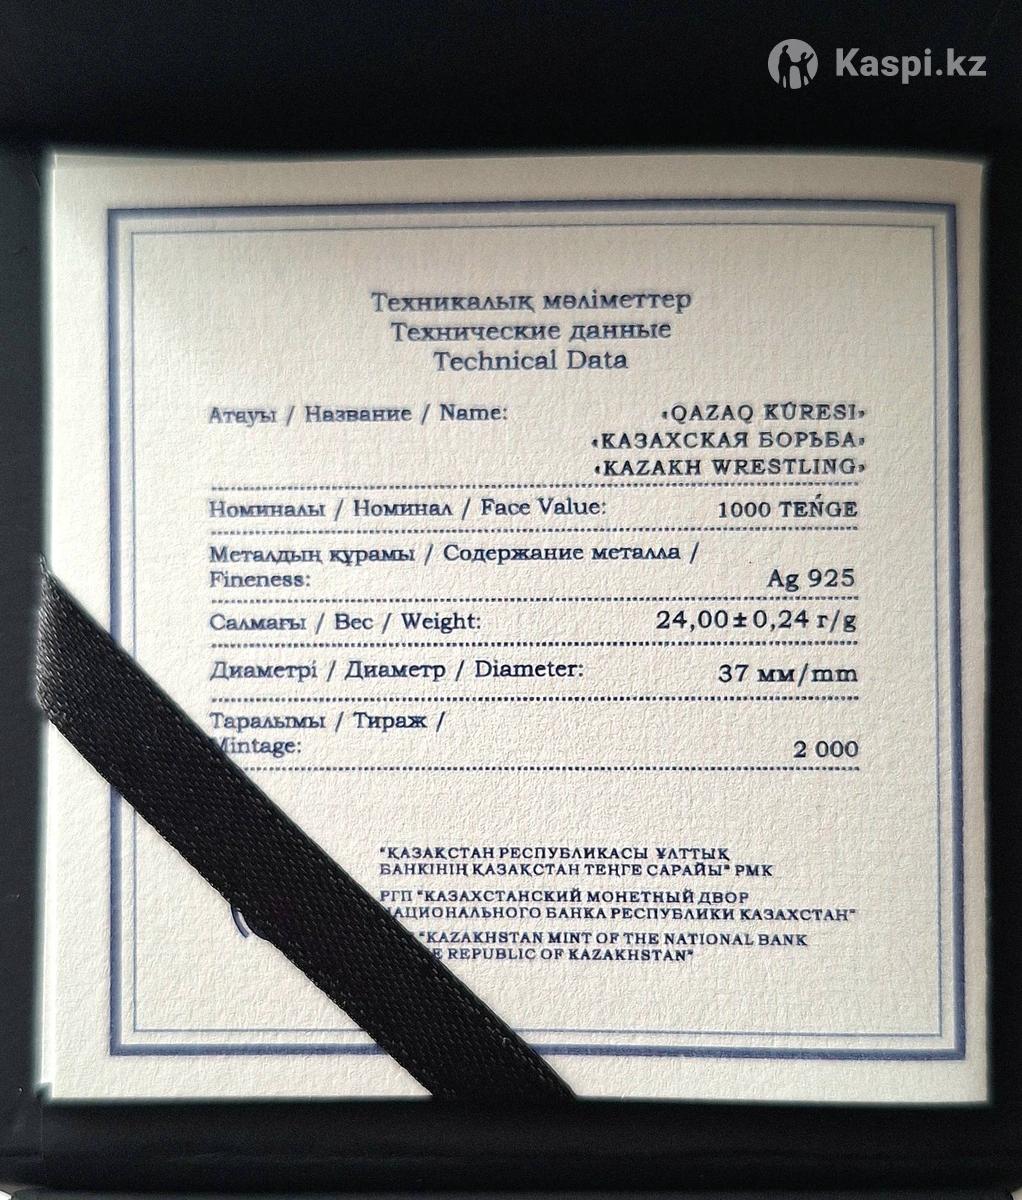 Kaspi.kz
Техникалық мәліметтер
Технические данные
Technical Data
Атауы / Название / Name: «QAZAQ KÚRESI»
«КАЗАХСКАЯ БОРЬБА»
«KAZAKH WRESTLING»
Номиналы / Номинал / Face Value: 1000 TEŃGE
Металдың құрамы / Содержание металла /
Fineness: Ag 925
Салмағы / Вес / Weight: 24,00±0,24 г/g
Диаметрі / Диаметр / Diameter: 37 мм/mm
Таралымы / Тираж /
Mintage: 2 000
"ҚАЗАҚСТАН РЕСПУБЛИКАСЫ ҰЛТТЫҚ
БАНКІНІҢ ҚАЗАҚСТАН ТЕҢГЕ САРАЙЫ" РМК
РГП "КАЗАХСТАНСКИЙ МОНЕТНЫЙ ДВОР
НАЦИОНАЛЬНОГО БАНКА РЕСПУБЛИКИ КАЗАХСТАН"
"KAZAKHSTAN MINT OF THE NATIONAL BANK
REPUBLIC OF KAZAKHSTAN"